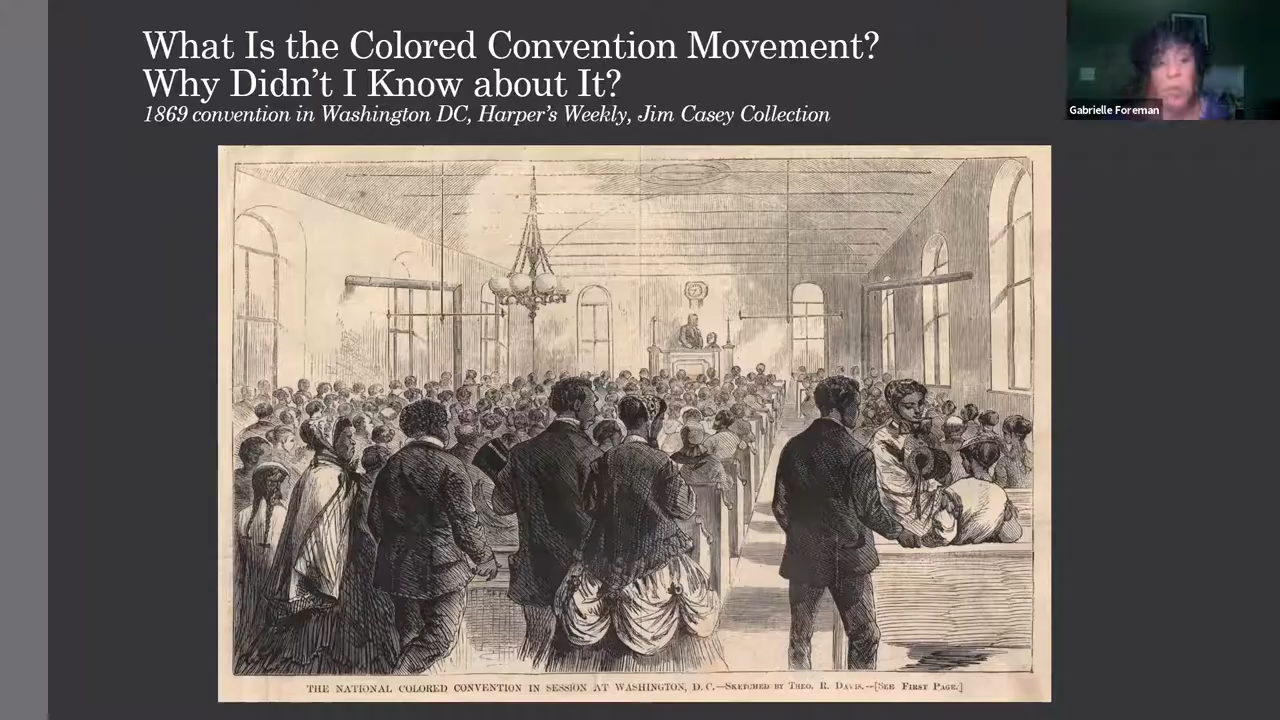 What Is the Colored Convention Movement?
Why Didn't I Know about It?
1869 convention in Washington DC, Harper's Weekly, Jim Casey Collection
Gabrielle Foreman
THE NATIONAL COLORED CONVENTION IN SESSION AT WASHINGTON, D.C.—SKETCHED BY THEO. R. DAVIS.—[SEE FIRST PAGE.]